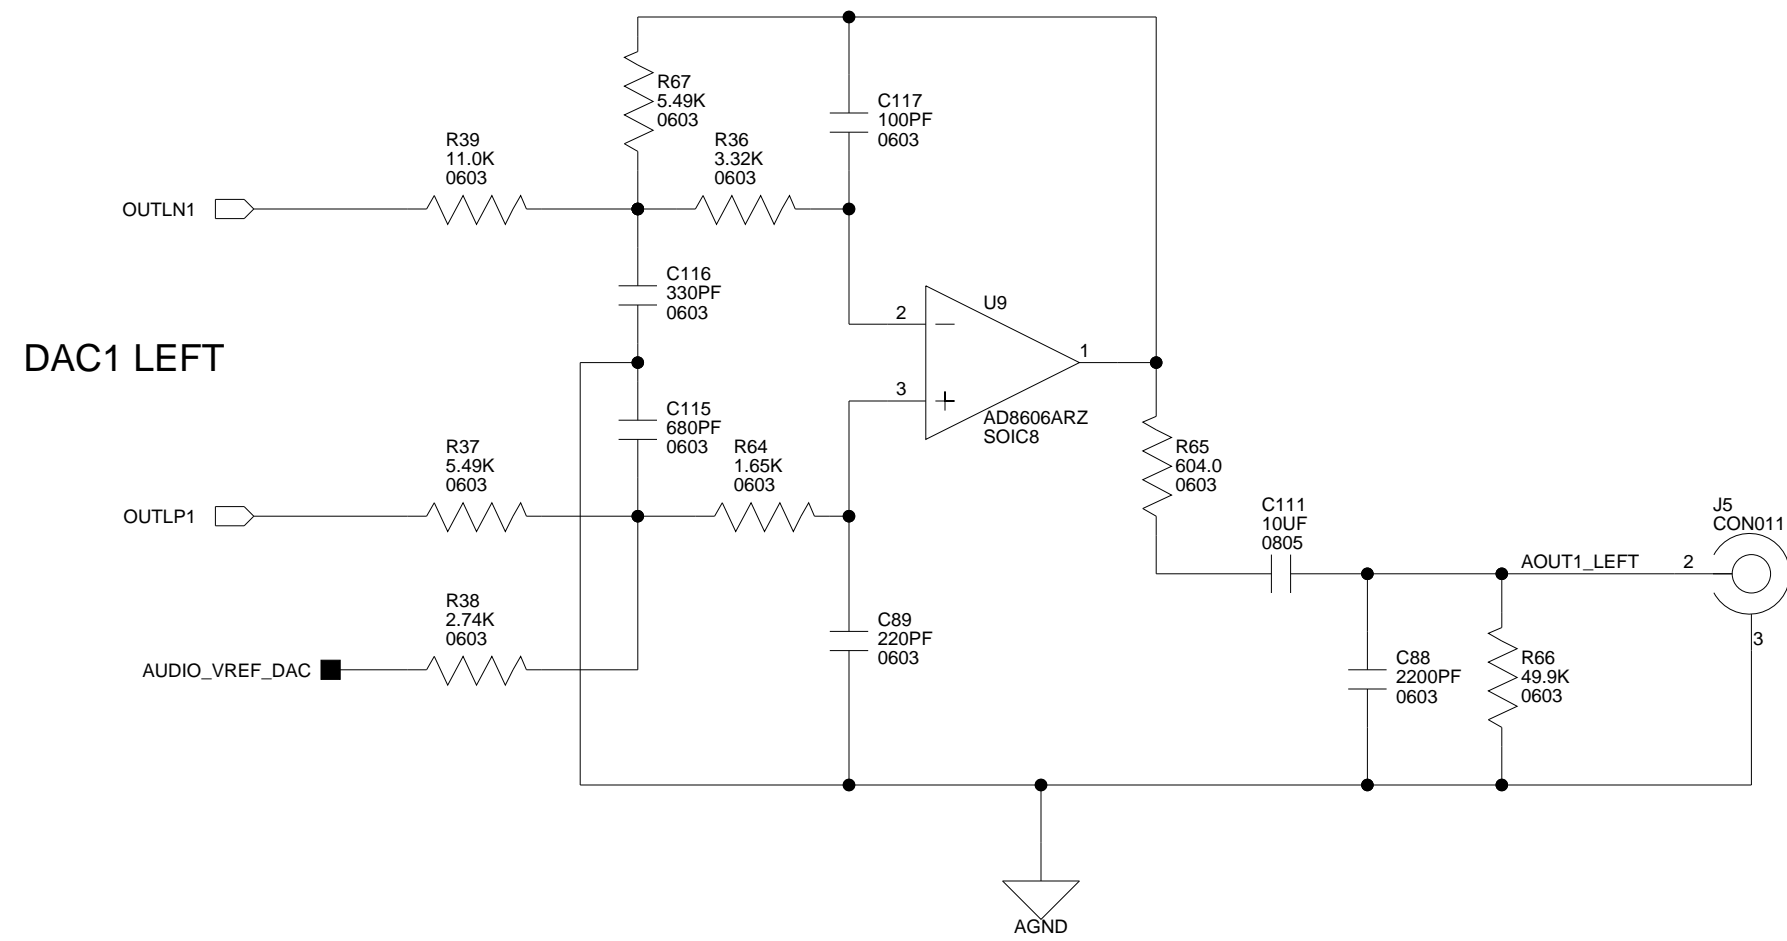 R67
5.49K
0603
C117
100PF
0603
R39
11.0K
0603
R36
3.32K
0603
OUTLN1
C116
330PF
0603
U9
2
DAC1 LEFT
1
3
AD8606ARZ
SOIC8
C115
680PF
0603
R37
5.49K
0603
R64
1.65K
0603
R65
604.0
0603
OUTLP1
C111
10UF
0805
J5
CON011
AOUT1_LEFT
2
R38
2.74K
0603
C89
220PF
0603
3
AUDIO_VREF_DAC
C88
2200PF
0603
R66
49.9K
0603
AGND